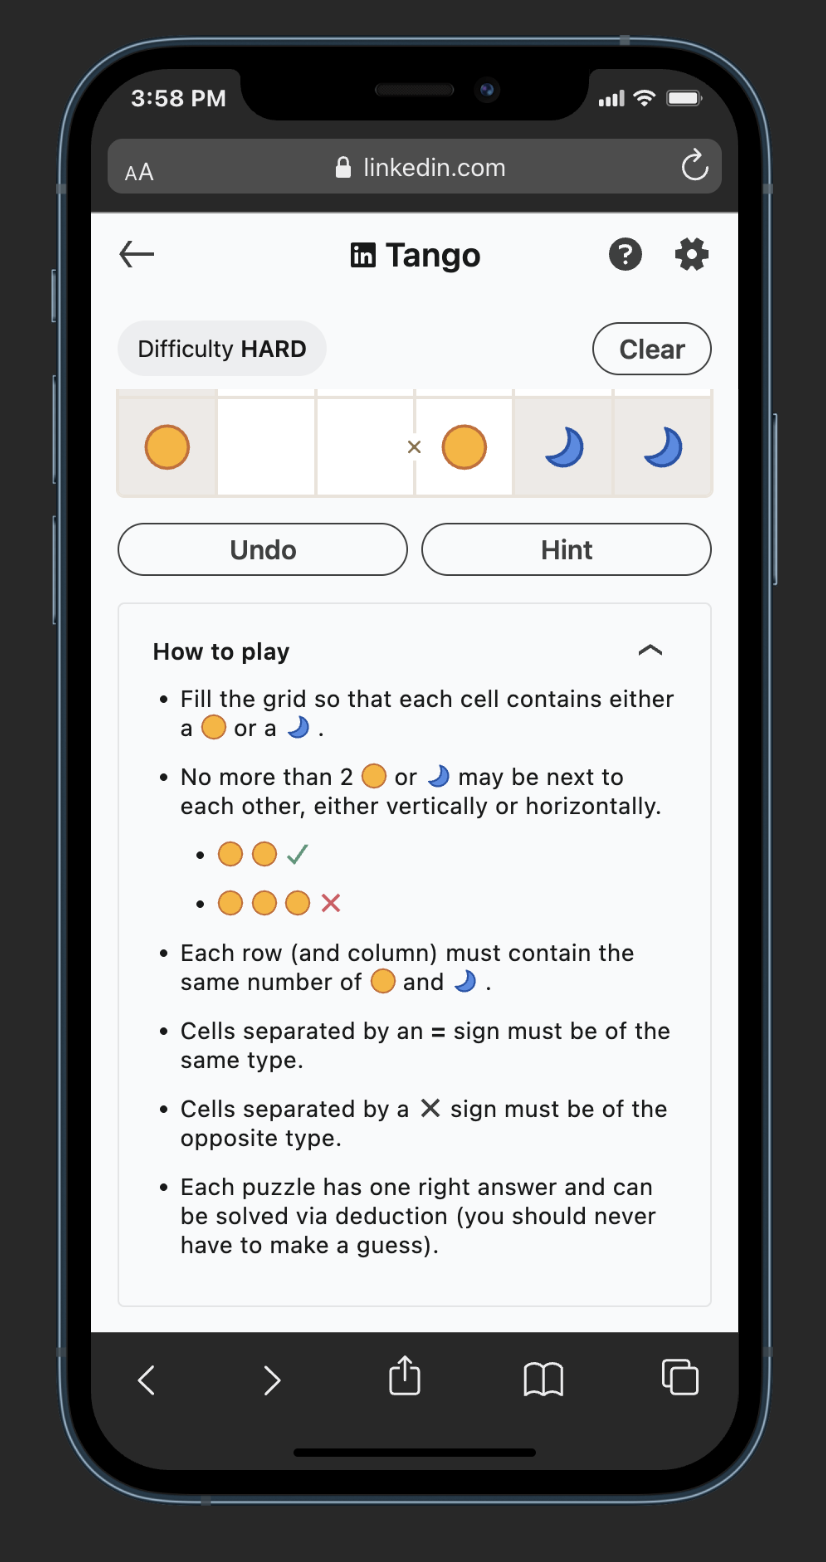 3:58 PM
AA linkedin.com
in Tango ?
Difficulty HARD Clear
×
Undo Hint
How to play
• Fill the grid so that each cell contains either
a or a .
• No more than 2 or may be next to
each other, either vertically or horizontally.
• Each row (and column) must contain the
same number of and .
• Cells separated by an = sign must be of the
same type.
• Cells separated by a ✕ sign must be of the
opposite type.
• Each puzzle has one right answer and can
be solved via deduction (you should never
have to make a guess).